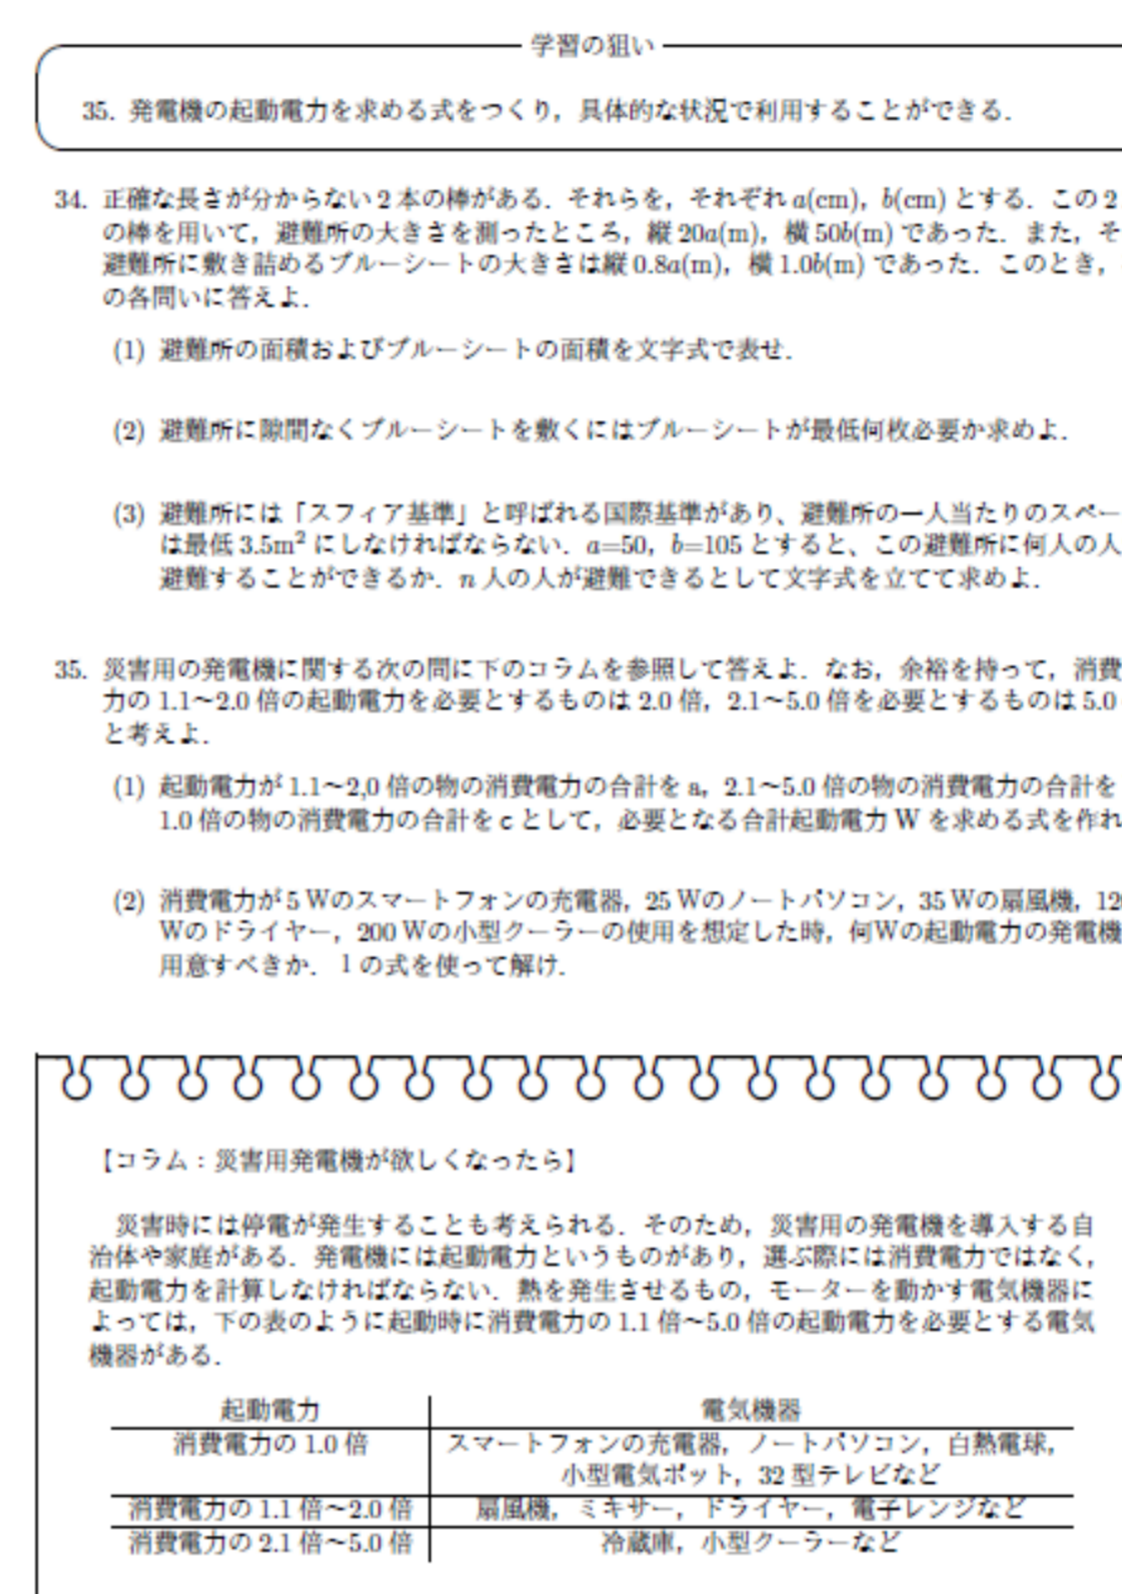 学習の狙い
35. 発電機の起動電力を求める式をつくり，具体的な状況で利用することができる．
34. 正確な長さが分からない 2 本の棒がある．それらを，それぞれ a(cm)，b(cm) とする．この 2
の棒を用いて，避難所の大きさを測ったところ，縦 20a(m)，横 50b(m) であった．また，そ
避難所に敷き詰めるブルーシートの大きさは縦 0.8a(m)，横 1.0b(m) であった．このとき，
の各問いに答えよ．
(1) 避難所の面積およびブルーシートの面積を文字式で表せ．
(2) 避難所に隙間なくブルーシートを敷くにはブルーシートが最低何枚必要か求めよ．
(3) 避難所には「スフィア基準」と呼ばれる国際基準があり、避難所の一人当たりのスペー
は最低 3.5m² にしなければならない．a=50，b=105 とすると、この避難所に何人の人
避難することができるか．n 人の人が避難できるとして文字式を立てて求めよ．
35. 災害用の発電機に関する次の問に下のコラムを参照して答えよ．なお，余裕を持って，消費
力の 1.1〜2.0 倍の起動電力を必要とするものは 2.0 倍，2.1〜5.0 倍を必要とするものは 5.0
と考えよ．
(1) 起動電力が 1.1〜2,0 倍の物の消費電力の合計を a，2.1〜5.0 倍の物の消費電力の合計を
1.0 倍の物の消費電力の合計を c として，必要となる合計起動電力 W を求める式を作れ
(2) 消費電力が 5 Wのスマートフォンの充電器，25 Wのノートパソコン，35 Wの扇風機，12
Wのドライヤー，200 Wの小型クーラーの使用を想定した時，何Wの起動電力の発電機
用意すべきか． 1 の式を使って解け．
【コラム：災害用発電機が欲しくなったら】
災害時には停電が発生することも考えられる．そのため，災害用の発電機を導入する自
治体や家庭がある．発電機には起動電力というものがあり，選ぶ際には消費電力ではなく，
起動電力を計算しなければならない．熱を発生させるもの，モーターを動かす電気機器に
よっては，下の表のように起動時に消費電力の 1.1 倍〜5.0 倍の起動電力を必要とする電気
機器がある．
起動電力 電気機器
消費電力の 1.0 倍 スマートフォンの充電器，ノートパソコン，白熱電球，
小型電気ポット，32 型テレビなど
消費電力の 1.1 倍〜2.0 倍 扇風機，ミキサー，ドライヤー，電子レンジなど
消費電力の 2.1 倍〜5.0 倍 冷蔵庫，小型クーラーなど